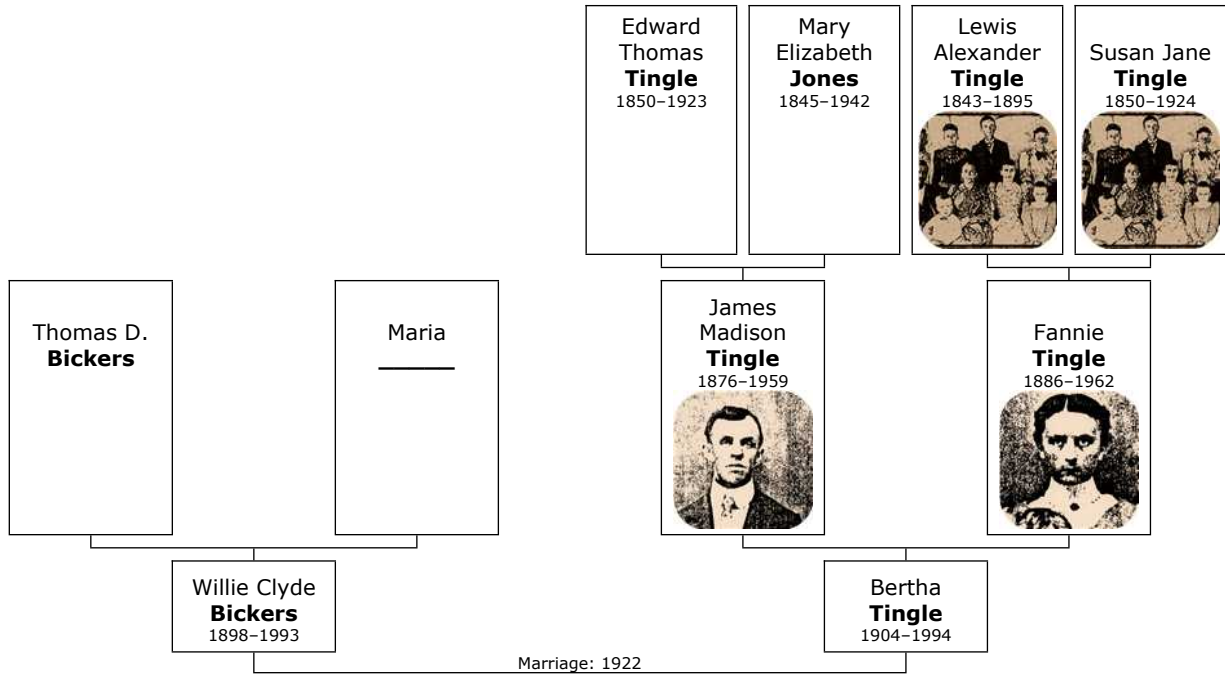 Edward
Thomas
Tingle
1850–1923
Mary
Elizabeth
Jones
1845–1942
Lewis
Alexander
Tingle
1843–1895
Susan Jane
Tingle
1850–1924
Thomas D.
Bickers
Maria
James
Madison
Tingle
1876–1959
Fannie
Tingle
1886–1962
Willie Clyde
Bickers
1898–1993
Bertha
Tingle
1904–1994
Marriage: 1922